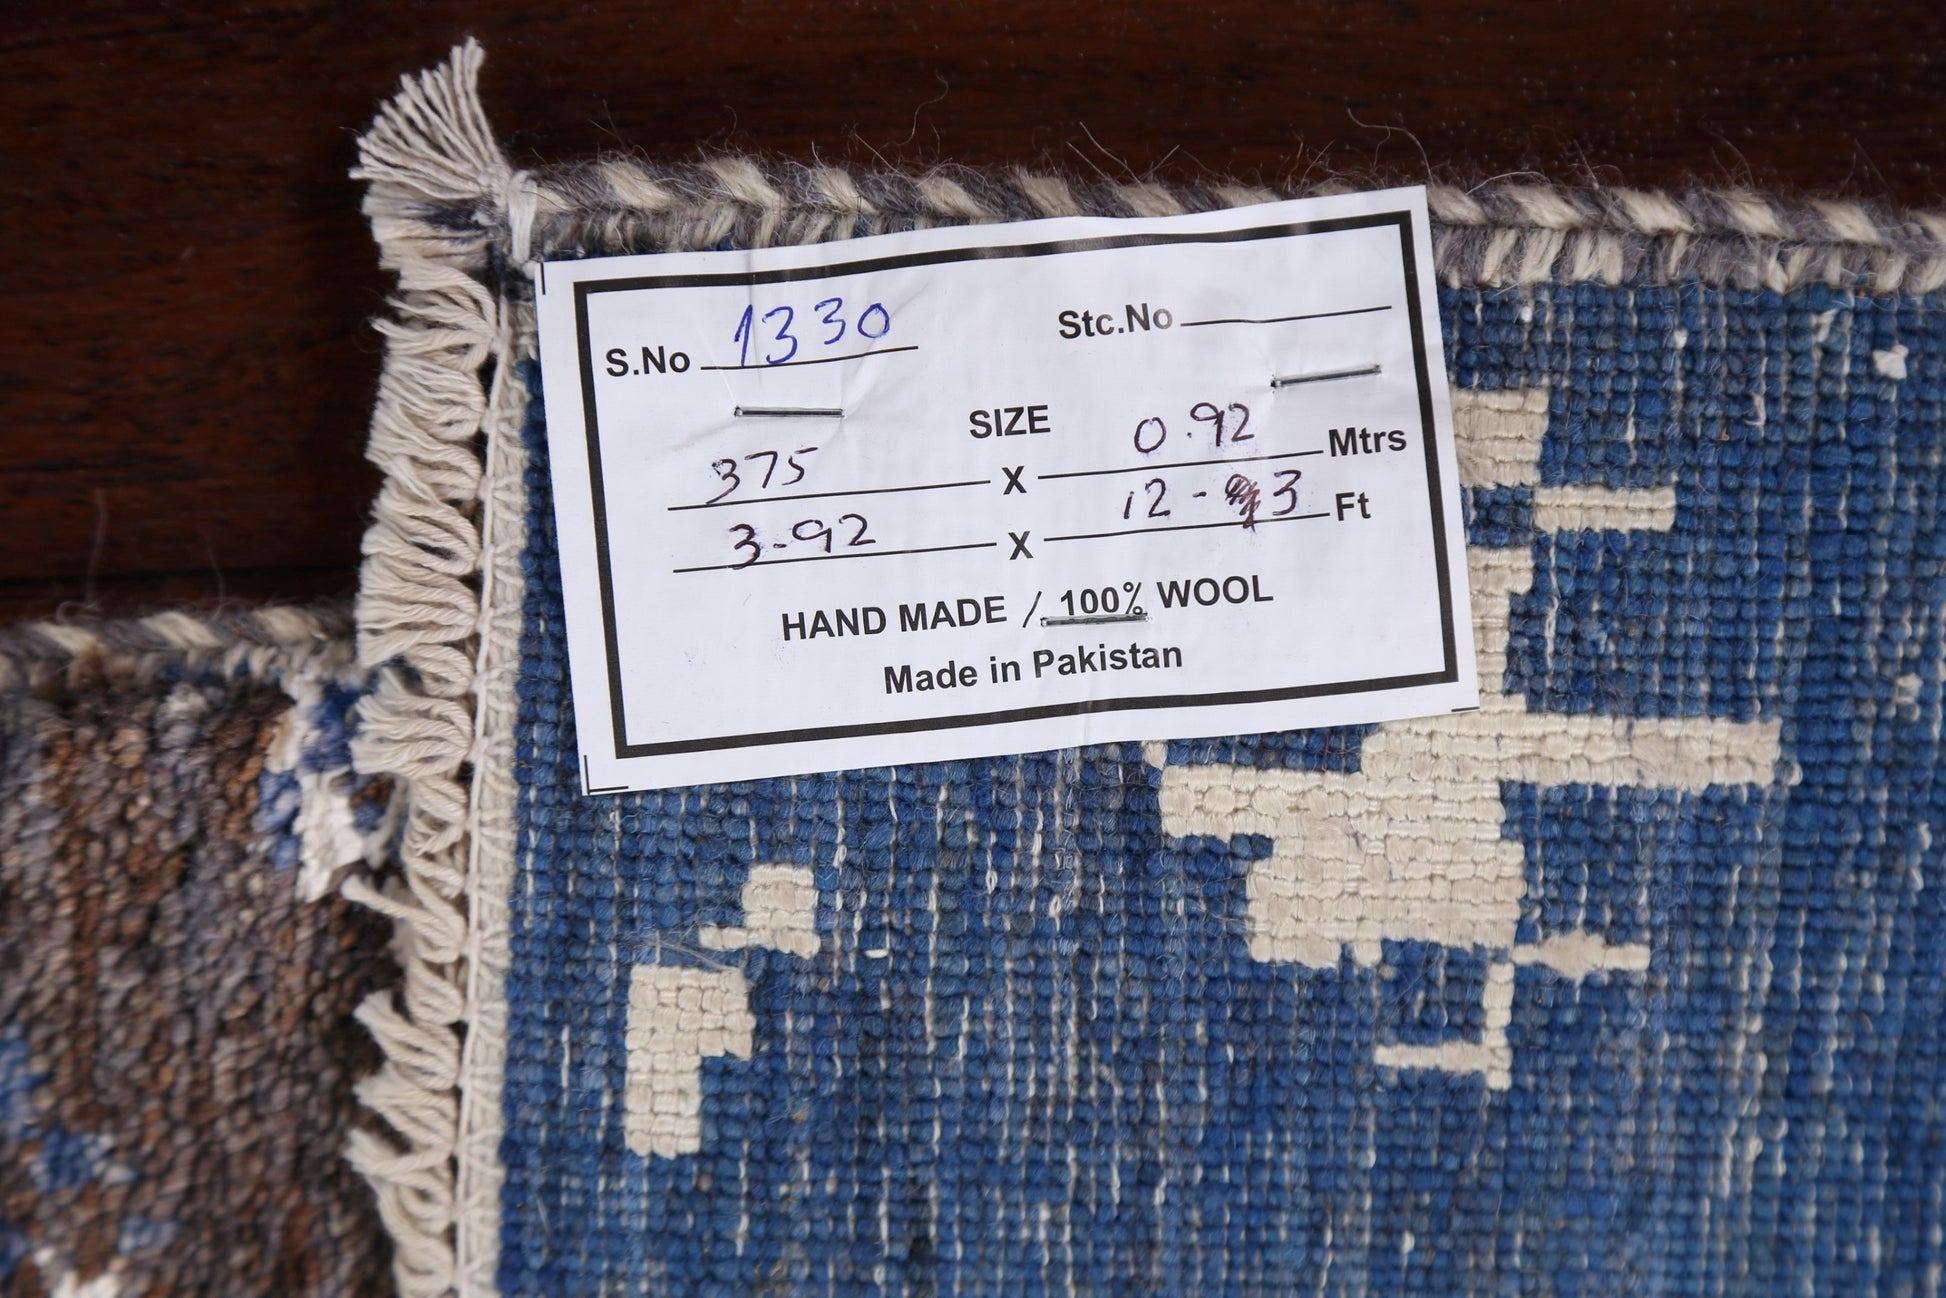 S.No 1330 Stc.No
SIZE
375 X 0.92 Mtrs
3-92 X 12-3 Ft
HAND MADE / 100% WOOL
Made in Pakistan